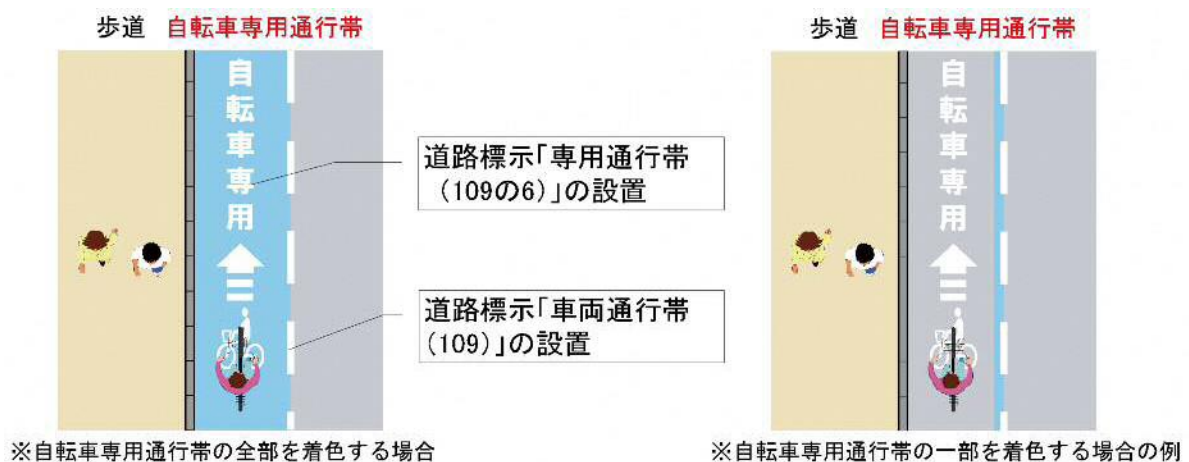 歩道 自転車専用通行帯
自転車専用
道路標示「専用通行帯
(109の6)」の設置
道路標示「車両通行帯
(109)」の設置
※自転車専用通行帯の全部を着色する場合
歩道 自転車専用通行帯
自転車専用
※自転車専用通行帯の一部を着色する場合の例